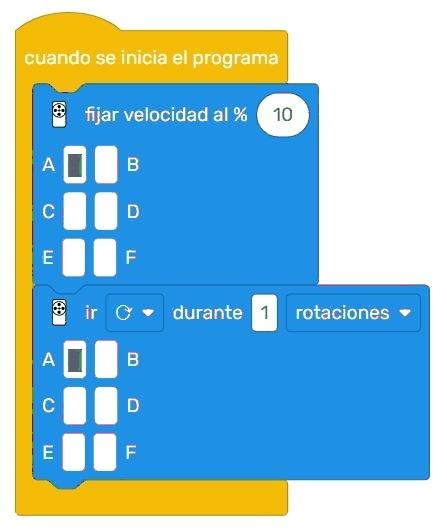 cuando se inicia el programa
fijar velocidad al % 10
A B
C D
E F
ir durante 1 rotaciones
A B
C D
E F